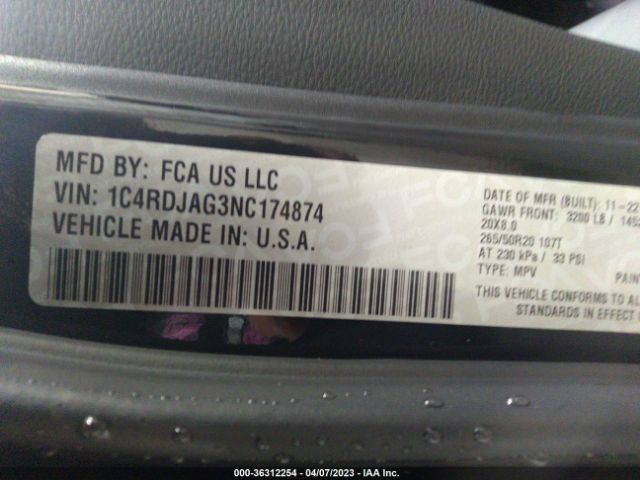 MFD BY: FCA US LLC
VIN: 1C4RDJAG3NC174874
VEHICLE MADE IN: U.S.A.
DATE OF MFR (BUILT): 11-22
GAWR FRONT: 3200 LB / 1452
20X8.0
265/50R20 107T
AT 230 kPa / 33 PSI
TYPE: MPV
THIS VEHICLE CONFORMS TO
STANDARDS IN EFFECT
000-36312254 - 04/07/2023 - IAA Inc.